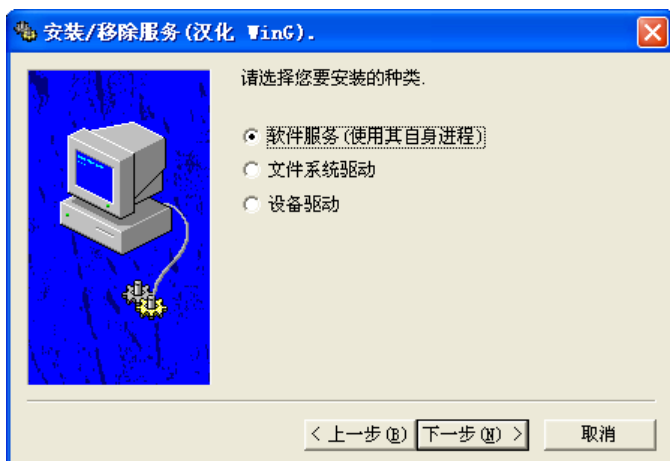 安装/移除服务(汉化 WinG).
请选择您要安装的种类.
软件服务(使用其自身进程)
文件系统驱动
设备驱动
< 上一步(B) 下一步(N) > 取消